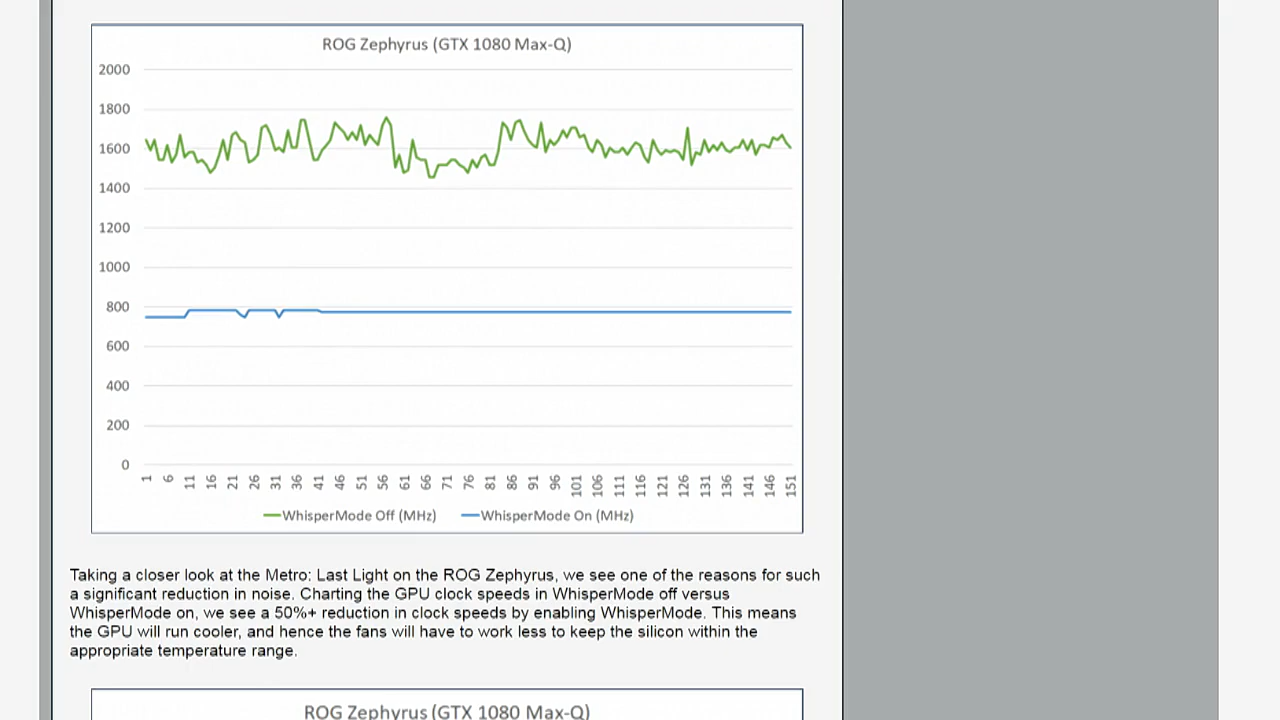 ROG Zephyrus (GTX 1080 Max-Q)
2000
1800
1600
1400
1200
1000
800
600
400
200
0
1 6 11 16 21 26 31 36 41 46 51 56 61 66 71 76 81 86 91 96 101 106 111 116 121 126 131 136 141 146 151
WhisperMode Off (MHz) WhisperMode On (MHz)
Taking a closer look at the Metro: Last Light on the ROG Zephyrus, we see one of the reasons for such
a significant reduction in noise. Charting the GPU clock speeds in WhisperMode off versus
WhisperMode on, we see a 50%+ reduction in clock speeds by enabling WhisperMode. This means
the GPU will run cooler, and hence the fans will have to work less to keep the silicon within the
appropriate temperature range.
ROG Zephyrus (GTX 1080 Max-Q)